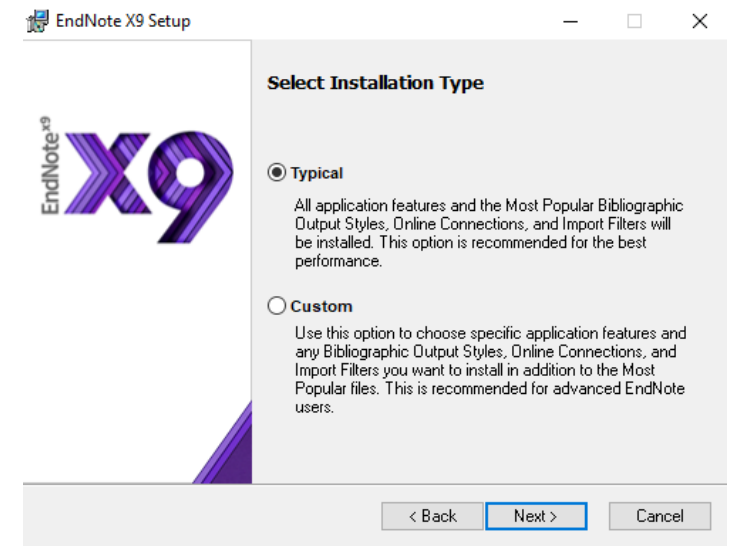 EndNote X9 Setup
Select Installation Type
EndNote x9
X9
Typical
All application features and the Most Popular Bibliographic
Output Styles, Online Connections, and Import Filters will
be installed. This option is recommended for the best
performance.
Custom
Use this option to choose specific application features and
any Bibliographic Output Styles, Online Connections, and
Import Filters you want to install in addition to the Most
Popular files. This is recommended for advanced EndNote
users.
< Back
Next >
Cancel